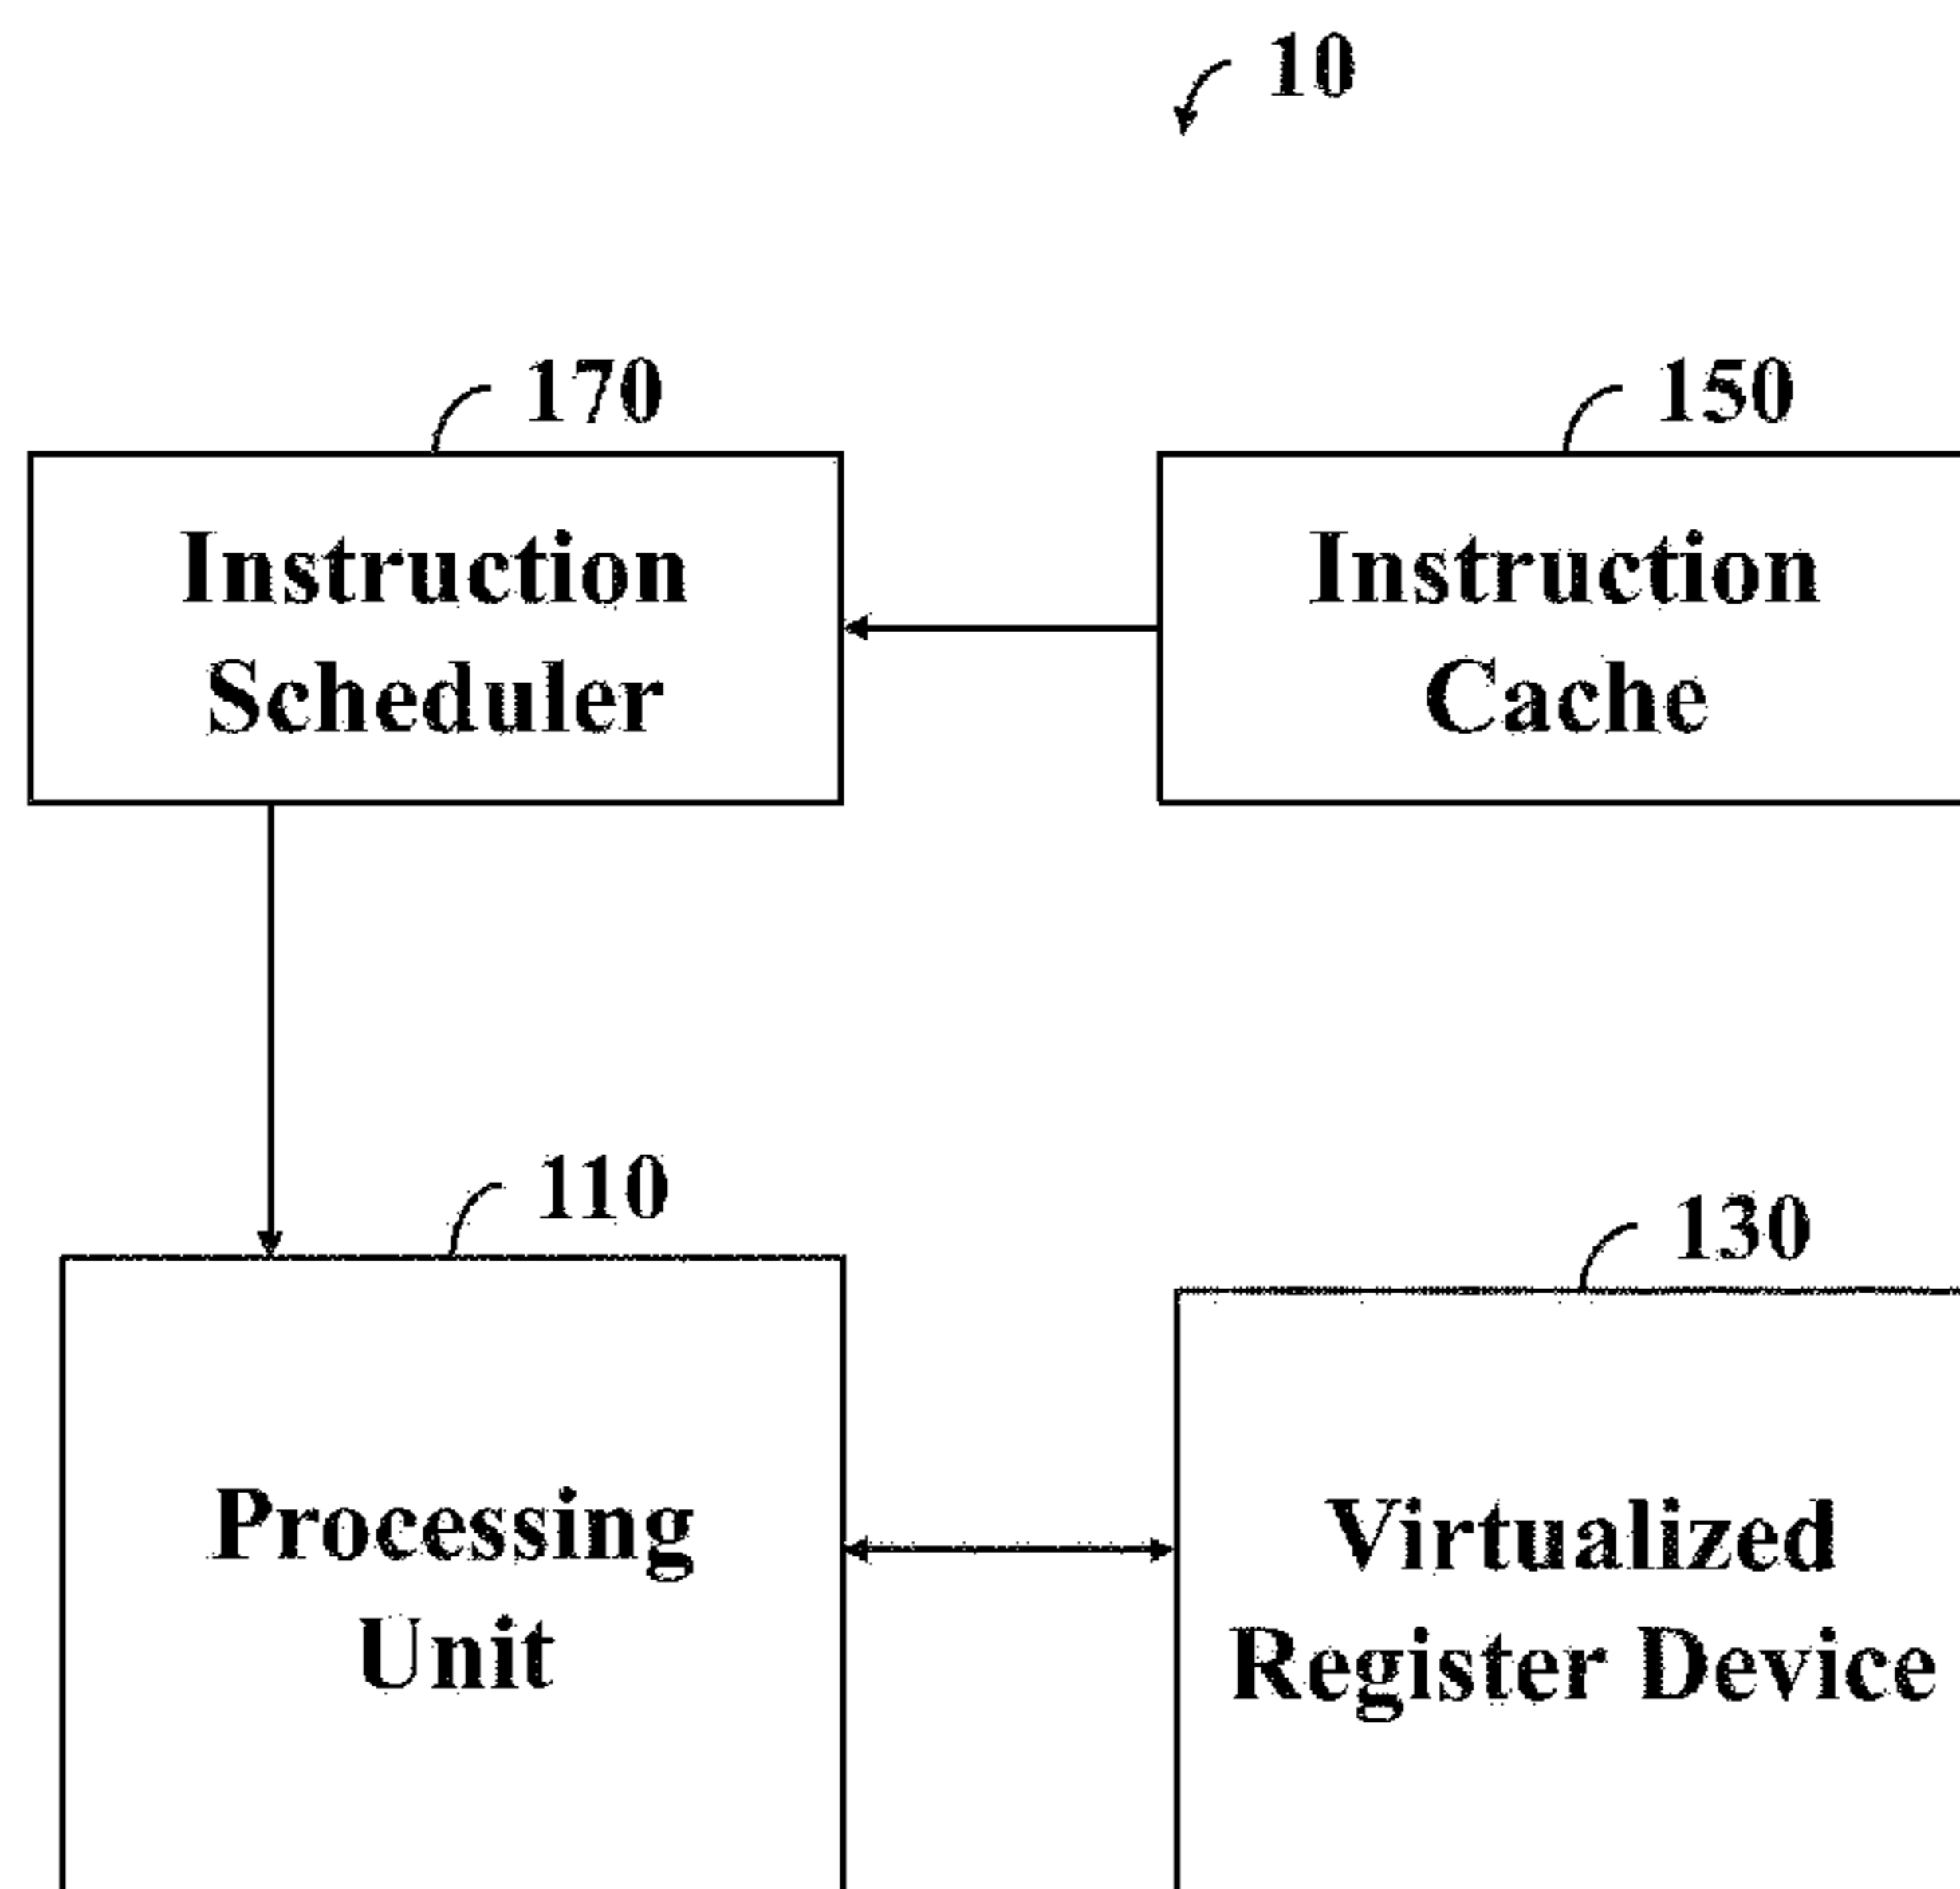 10
170
150
Instruction
Scheduler
Instruction
Cache
110
130
Processing
Unit
Virtualized
Register Device